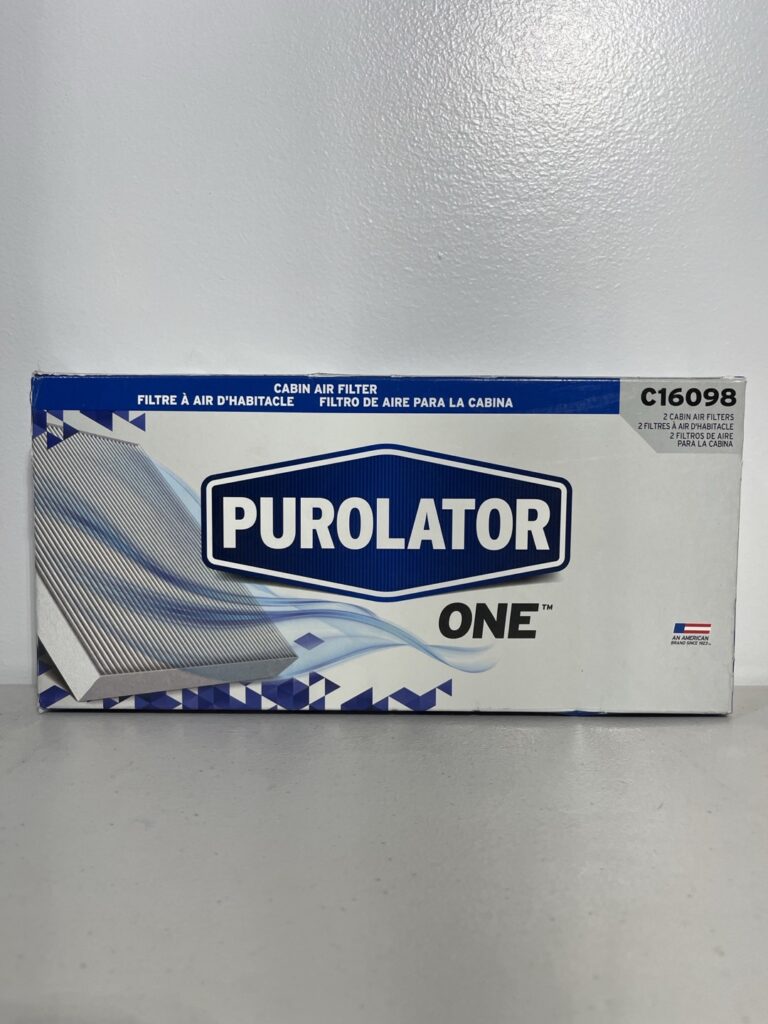 CABIN AIR FILTER
FILTRE À AIR D'HABITACLE FILTRO DE AIRE PARA LA CABINA
C16098
2 CABIN AIR FILTERS
2 FILTRES À AIR D'HABITACLE
2 FILTROS DE AIRE
PARA LA CABINA
PUROLATOR
ONE™
AN AMERICAN
BRAND SINCE 1923™